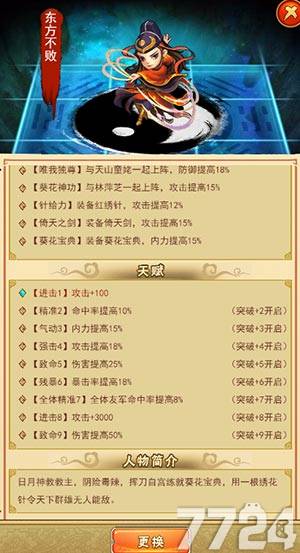 东方不败
【唯我独尊】与天山童姥一起上阵，防御提高18%
【葵花神功】与林萍芝一起上阵，攻击提高15%
【针给力】装备红绣针，攻击提高12%
【倚天之剑】装备倚天剑，攻击提高15%
【葵花宝典】装备葵花宝典，内力提高15%
天赋
【进击1】攻击+100
【精准2】命中率提高10% （突破+2开启）
【气动3】内力提高15% （突破+3开启）
【强击4】攻击提高18% （突破+4开启）
【致命5】伤害提高25% （突破+5开启）
【残暴6】暴击率提高18% （突破+6开启）
【全体精准7】全体友军命中率提高8% （突破+7开启）
【进击8】攻击+3000 （突破+8开启）
【致命9】伤害提高50% （突破+9开启）
人物简介
日月神教教主，阴险毒辣，挥刀自宫练就葵花宝典，用一根绣花
针令天下群雄无人能敌。
更换
7724